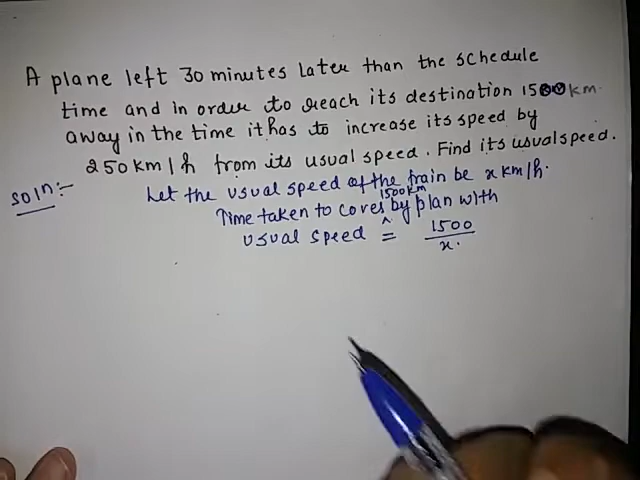 A plane left 30 minutes later than the schedule
time and in order to reach its destination 1500 km
away in the time it has to increase its speed by
250 km/h from its usual speed. Find its usual speed.
Soln:- Let the usual speed of the train be x km/h.
Time taken to cover 1500 km by plan with
usual speed = 1500/x.